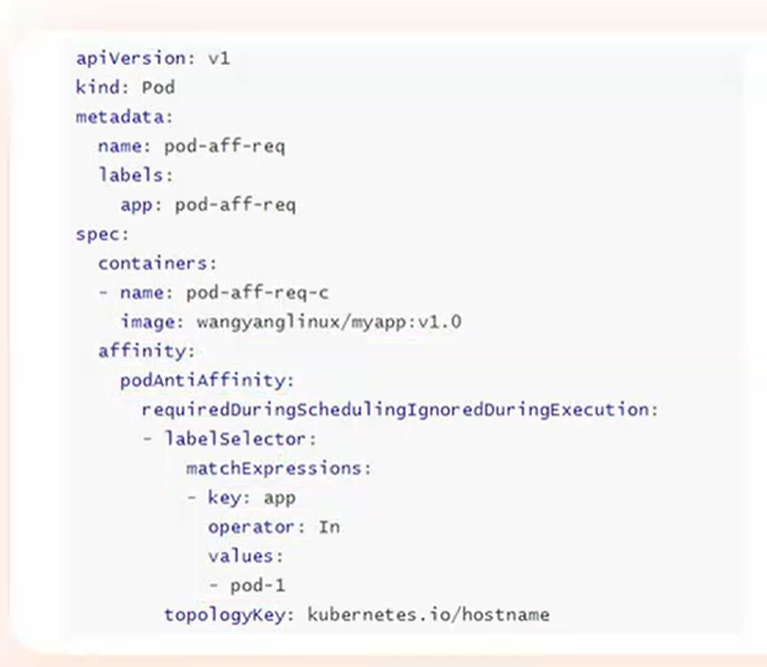 apiVersion: v1
kind: Pod
metadata:
  name: pod-aff-req
  labels:
    app: pod-aff-req
spec:
  containers:
  - name: pod-aff-req-c
    image: wangyanglinux/myapp:v1.0
  affinity:
    podAntiAffinity:
      requiredDuringSchedulingIgnoredDuringExecution:
      - labelSelector:
          matchExpressions:
          - key: app
            operator: In
            values:
            - pod-1
        topologyKey: kubernetes.io/hostname